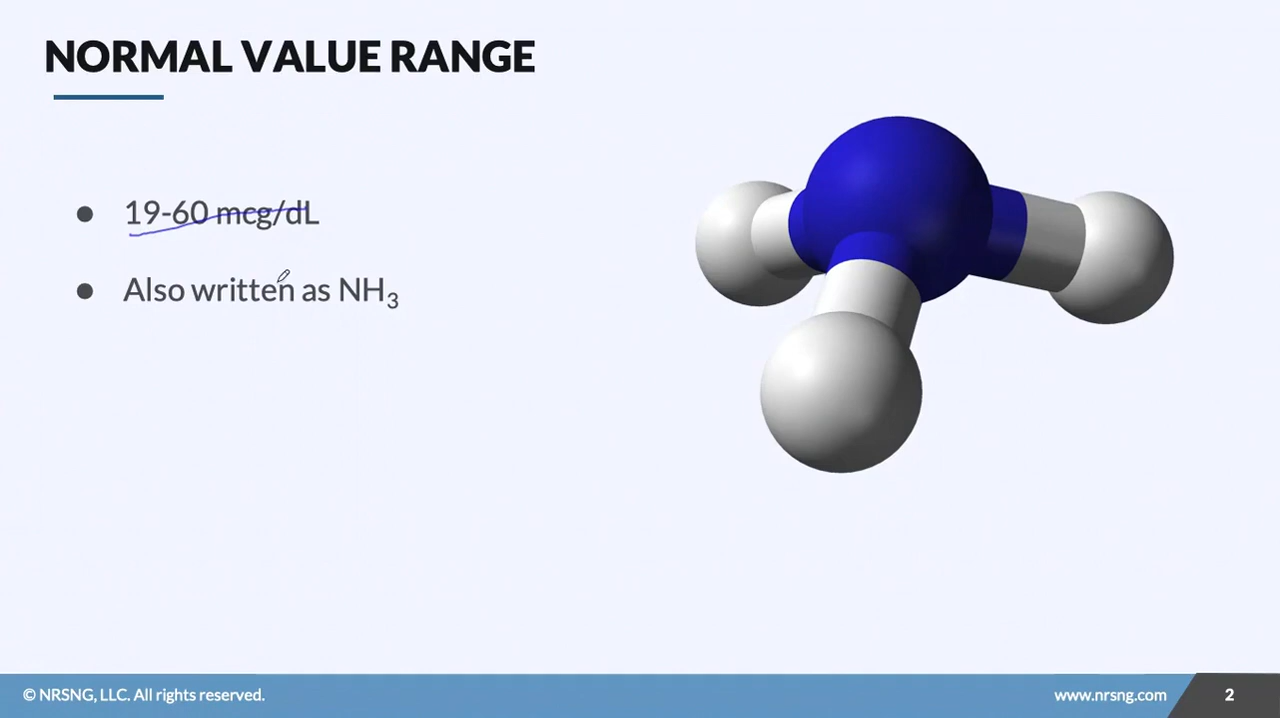 NORMAL VALUE RANGE
● 19-60 mcg/dL
● Also written as NH₃
© NRSNG, LLC. All rights reserved.
www.nrsng.com
2